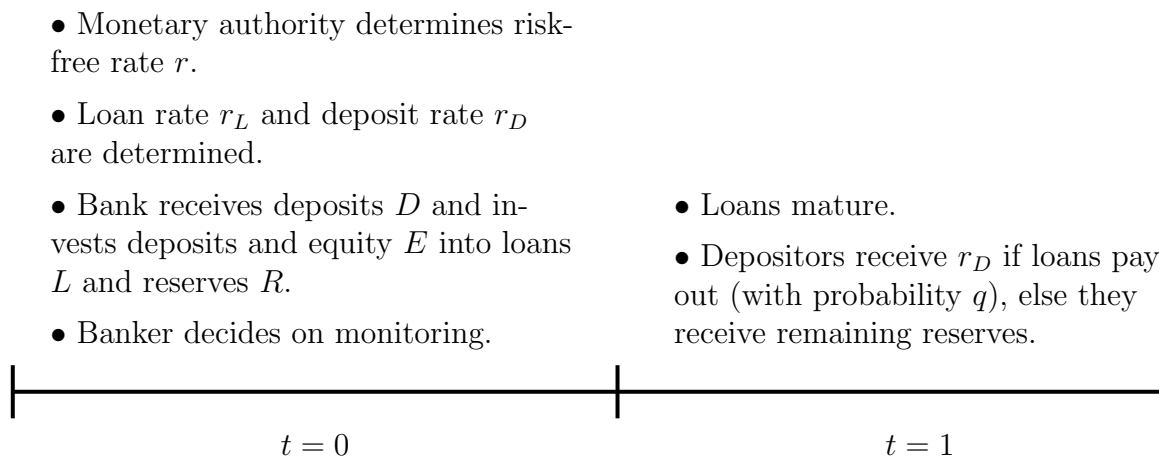 • Monetary authority determines risk-
free rate r.
• Loan rate r_L and deposit rate r_D
are determined.
• Bank receives deposits D and in-
vests deposits and equity E into loans
L and reserves R.
• Banker decides on monitoring.
• Loans mature.
• Depositors receive r_D if loans pay
out (with probability q), else they
receive remaining reserves.
t = 0
t = 1